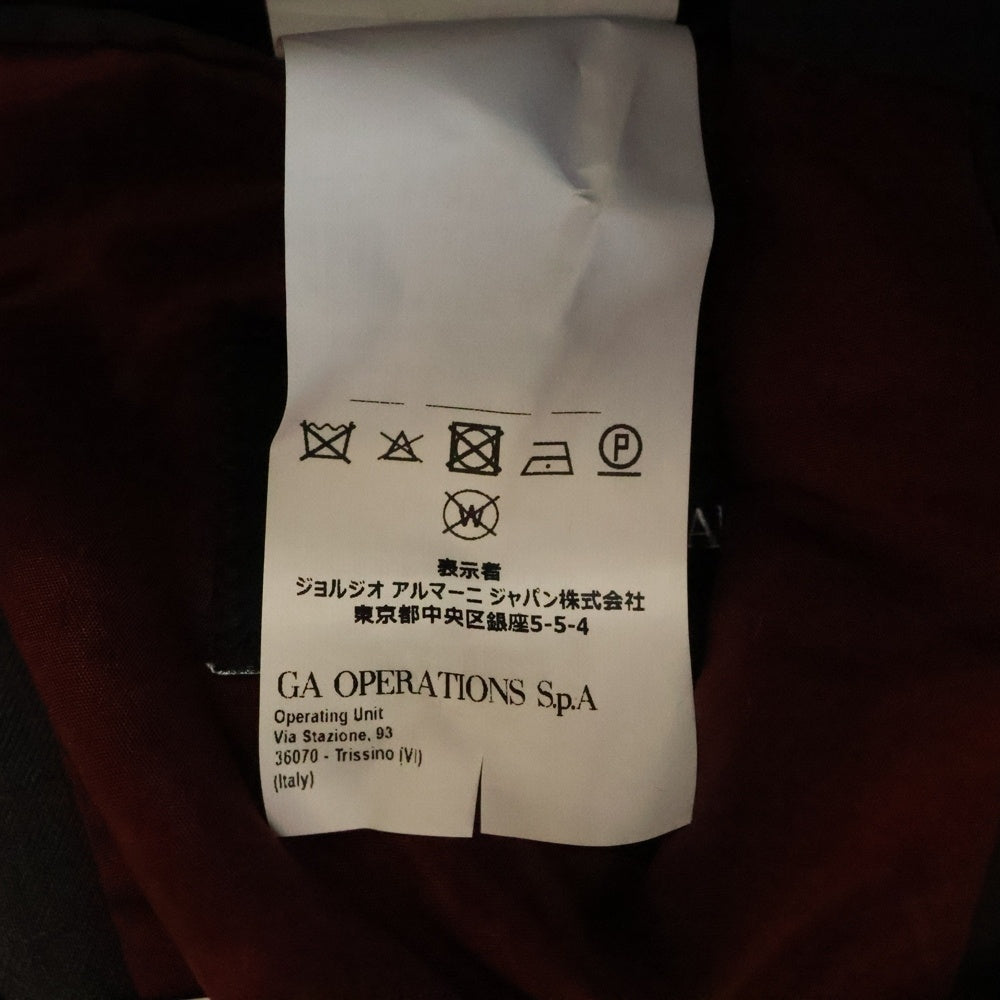 P
W
表示者
ジョルジオ アルマーニ ジャパン株式会社
東京都中央区銀座5-5-4
GA OPERATIONS S.p.A
Operating Unit
Via Stazione, 93
36070 - Trissino (VI)
(Italy)